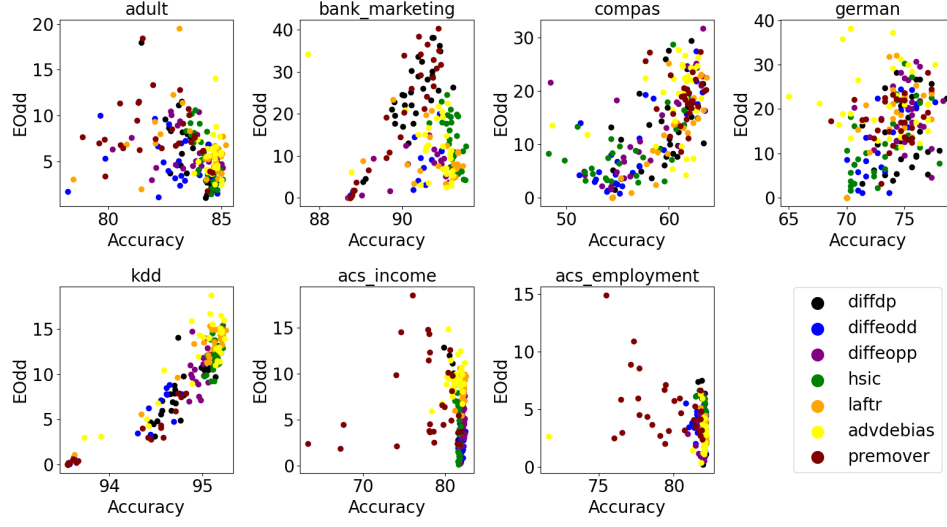 adult
bank_marketing
compas
german
20
15
10
5
EOdd
80
85
Accuracy
40
30
20
10
0
EOdd
88
90
Accuracy
30
20
10
0
EOdd
50
60
Accuracy
40
30
20
10
0
EOdd
65
70
75
Accuracy
kdd
acs_income
acs_employment
15
10
5
0
EOdd
94
95
Accuracy
15
10
5
0
EOdd
70
80
Accuracy
15
10
5
0
EOdd
75
80
Accuracy
diffdp
diffeodd
diffeopp
hsic
laftr
advdebias
premover